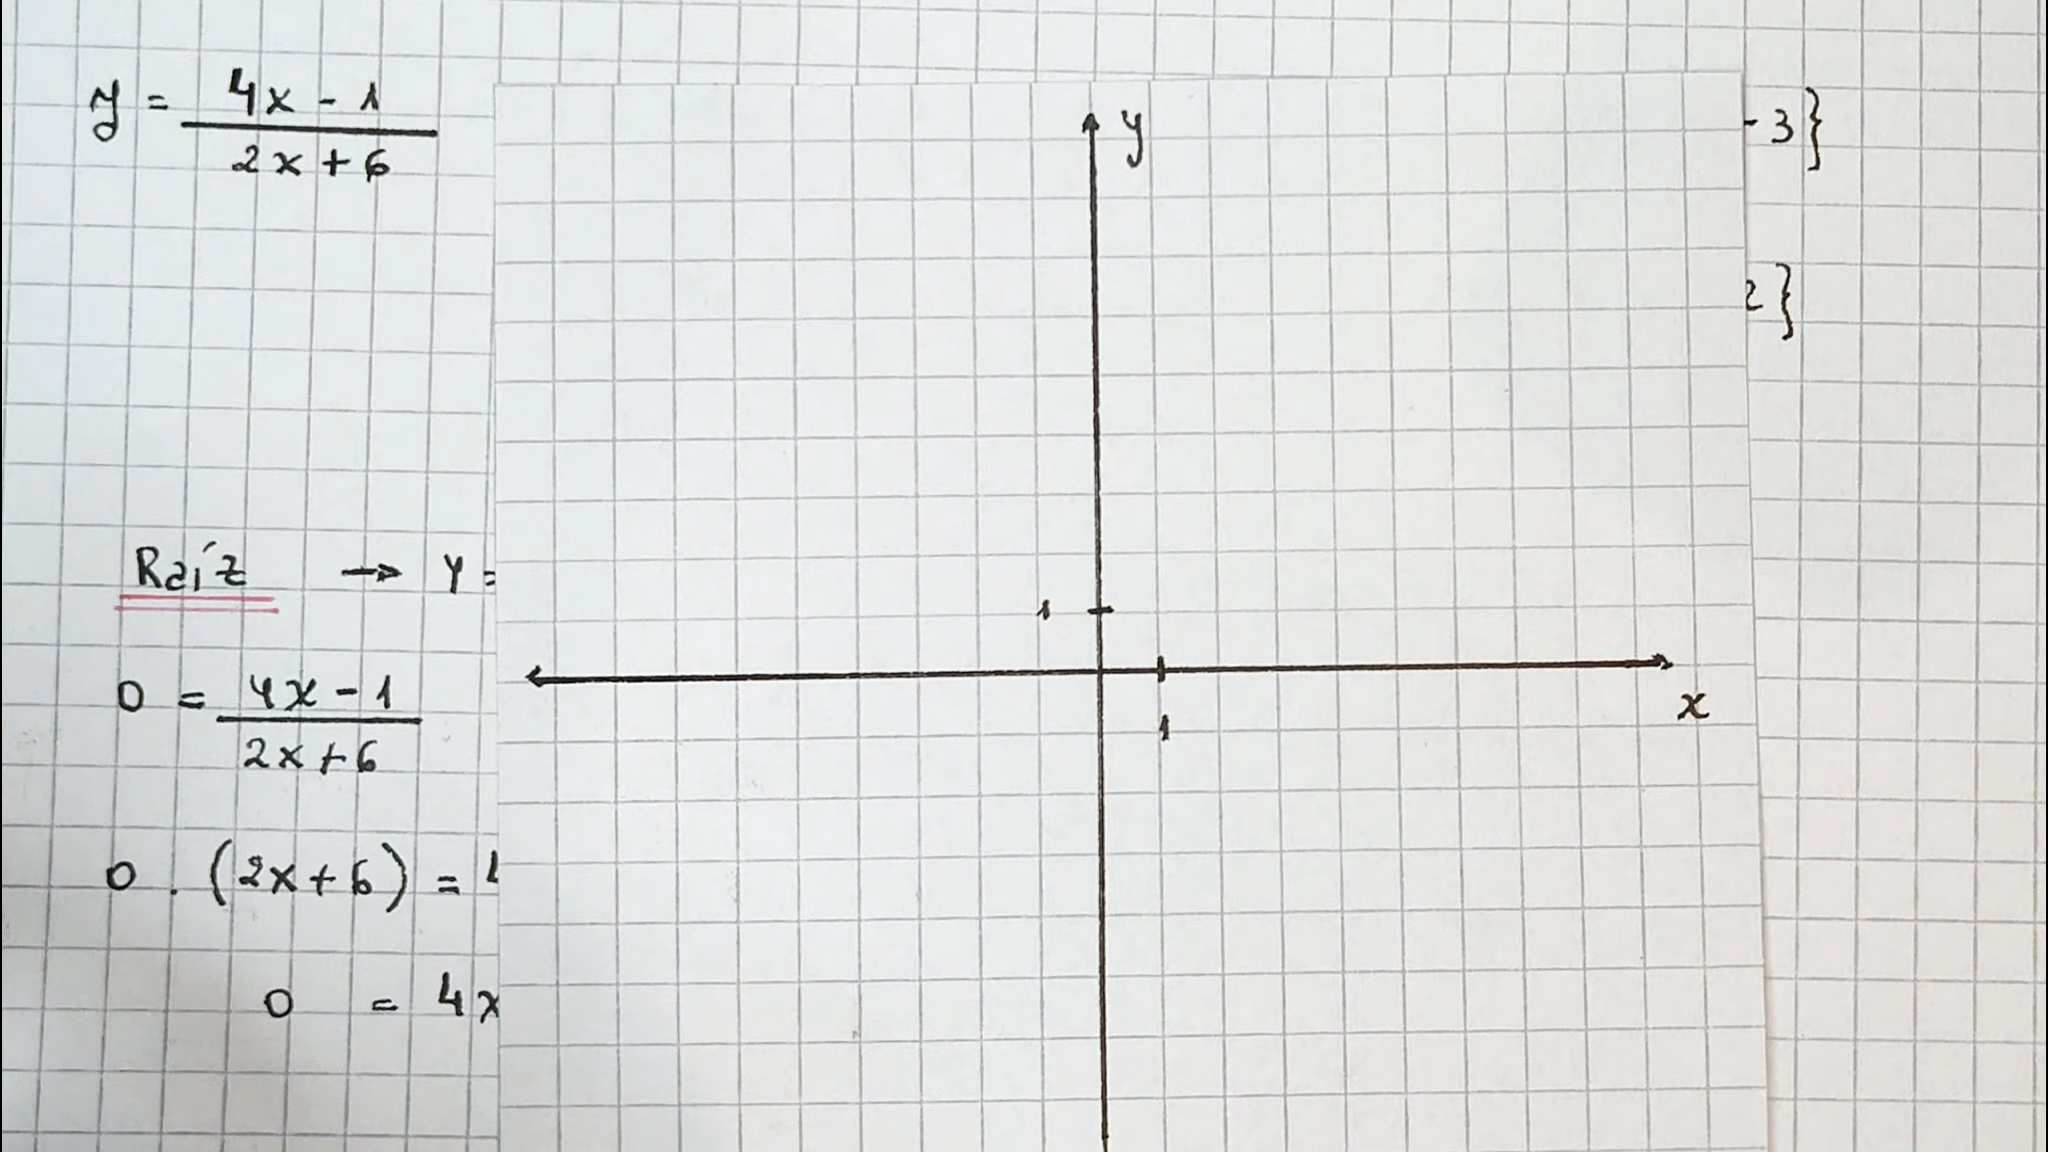 y = 4x - 1
2x + 6
- 3}
2}
Raíz → y =
0 = 4x - 1
2x + 6
0 . (2x + 6) =
0 = 4x
y
1
x
1